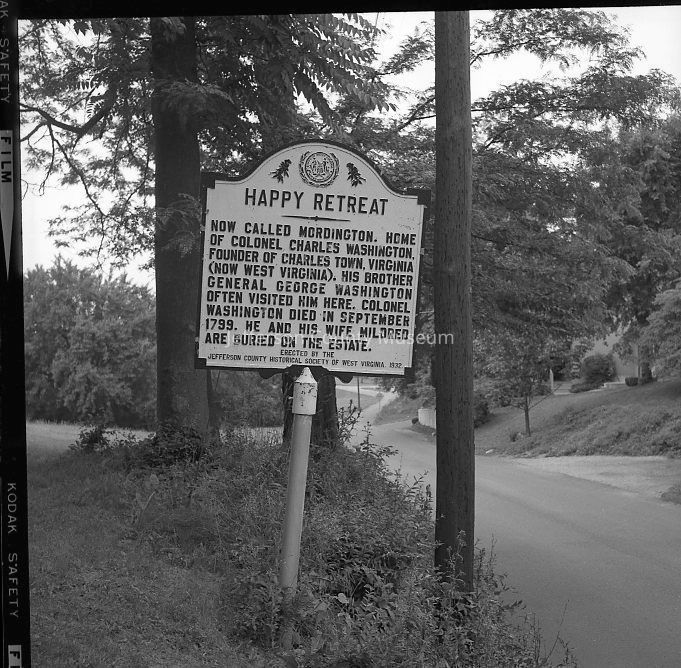 HAPPY RETREAT
NOW CALLED MORDINGTON. HOME
OF COLONEL CHARLES WASHINGTON,
FOUNDER OF CHARLES TOWN, VIRGINIA
(NOW WEST VIRGINIA). HIS BROTHER
GENERAL GEORGE WASHINGTON
OFTEN VISITED HIM HERE. COLONEL
WASHINGTON DIED IN SEPTEMBER
1799. HE AND HIS WIFE MILDRED
ARE BURIED ON THE ESTATE.
ERECTED BY THE
JEFFERSON COUNTY HISTORICAL SOCIETY OF WEST VIRGINIA, 1932.
Museum
AK SAFETY
FILM
KODAK SAFETY
F